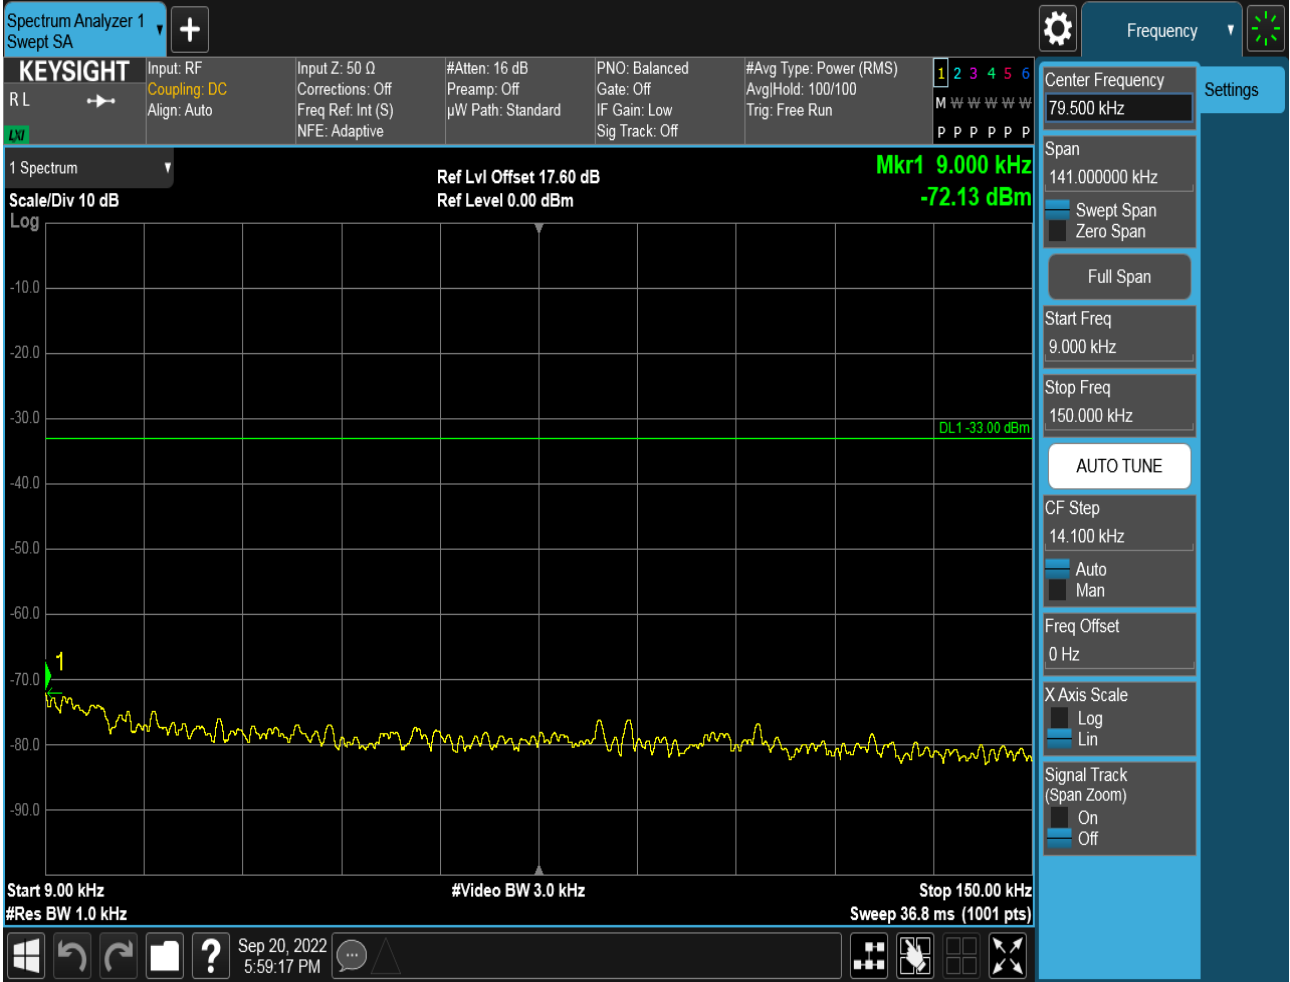 Spectrum Analyzer 1
Swept SA
Frequency
KEYSIGHT
R L
LXI
Input: RF
Coupling: DC
Align: Auto
Input Z: 50 Ω
Corrections: Off
Freq Ref: Int (S)
NFE: Adaptive
#Atten: 16 dB
Preamp: Off
µW Path: Standard
PNO: Balanced
Gate: Off
IF Gain: Low
Sig Track: Off
#Avg Type: Power (RMS)
Avg|Hold: 100/100
Trig: Free Run
1 2 3 4 5 6
M W W W W W
P P P P P P
1 Spectrum
Scale/Div 10 dB
Log
Ref Lvl Offset 17.60 dB
Ref Level 0.00 dBm
Mkr1 9.000 kHz
-72.13 dBm
-10.0
-20.0
-30.0
DL1 -33.00 dBm
-40.0
-50.0
-60.0
1
-70.0
-80.0
-90.0
Start 9.00 kHz
#Video BW 3.0 kHz
Stop 150.00 kHz
#Res BW 1.0 kHz
Sweep 36.8 ms (1001 pts)
Center Frequency
79.500 kHz
Settings
Span
141.000000 kHz
Swept Span
Zero Span
Full Span
Start Freq
9.000 kHz
Stop Freq
150.000 kHz
AUTO TUNE
CF Step
14.100 kHz
Auto
Man
Freq Offset
0 Hz
X Axis Scale
Log
Lin
Signal Track
(Span Zoom)
On
Off
?
Sep 20, 2022
5:59:17 PM